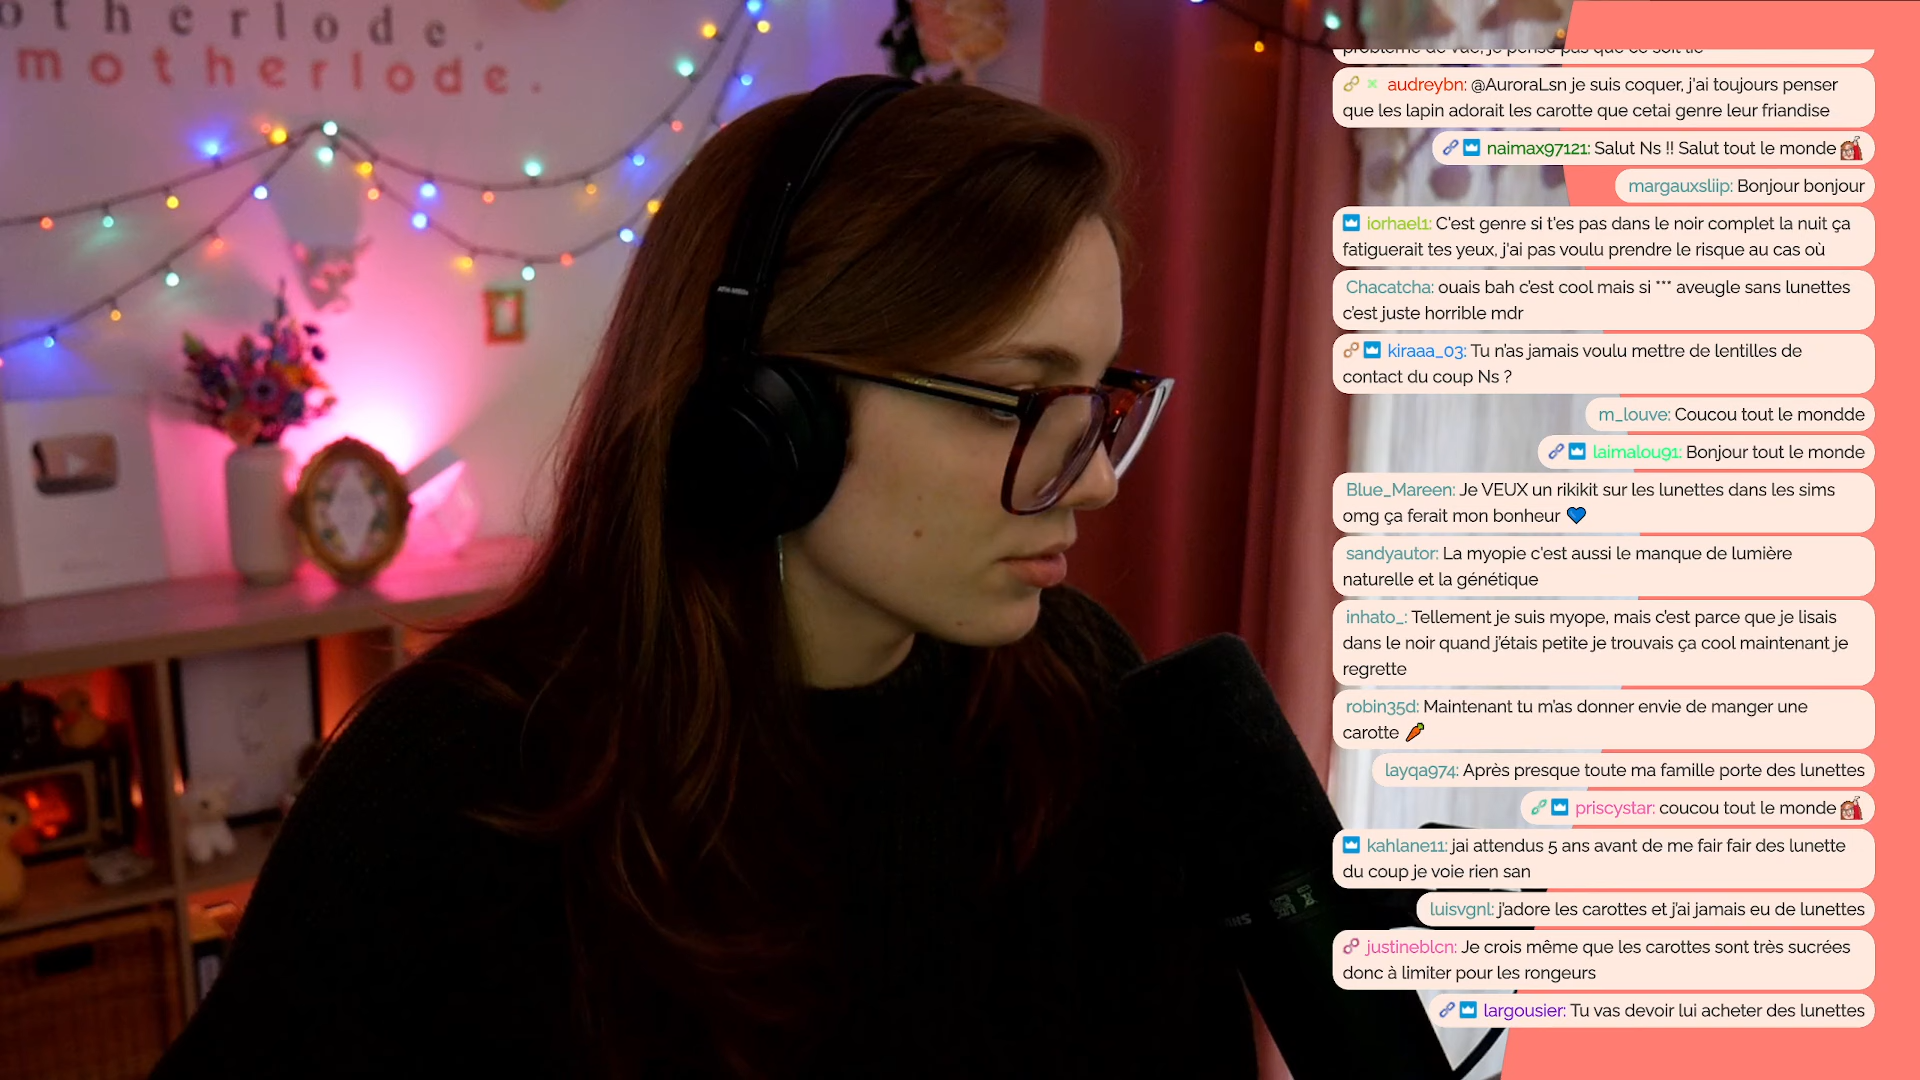 otherlode.
motherlode.
problème de vue, je pense pas que ce soit lié
audreybn: @AuroraLsn je suis coquer, j'ai toujours penser
que les lapin adorait les carotte que cetai genre leur friandise
naimax97121: Salut Ns !! Salut tout le monde
margauxsliip: Bonjour bonjour
iorhael1: C'est genre si t'es pas dans le noir complet la nuit ça
fatiguerait tes yeux, j'ai pas voulu prendre le risque au cas où
Chacatcha: ouais bah c'est cool mais si *** aveugle sans lunettes
c'est juste horrible mdr
kiraaa_03: Tu n'as jamais voulu mettre de lentilles de
contact du coup Ns ?
m_louve: Coucou tout le mondde
laimalou91: Bonjour tout le monde
Blue_Mareen: Je VEUX un rikikit sur les lunettes dans les sims
omg ça ferait mon bonheur 💙
sandyautor: La myopie c'est aussi le manque de lumière
naturelle et la génétique
inhato_: Tellement je suis myope, mais c'est parce que je lisais
dans le noir quand j'étais petite je trouvais ça cool maintenant je
regrette
robin35d: Maintenant tu m'as donner envie de manger une
carotte 🥕
layqa974: Après presque toute ma famille porte des lunettes
priscystar: coucou tout le monde
kahlane11: jai attendus 5 ans avant de me fair fair des lunette
du coup je voie rien san
luisvgnl: j'adore les carottes et j'ai jamais eu de lunettes
justineblcn: Je crois même que les carottes sont très sucrées
donc à limiter pour les rongeurs
largousier: Tu vas devoir lui acheter des lunettes